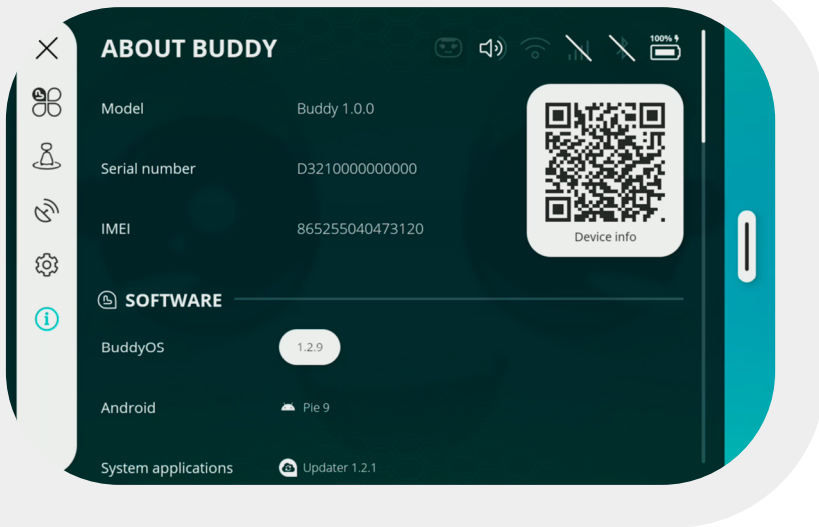 ABOUT BUDDY
100%
Model Buddy 1.0.0
Serial number D3210000000000
IMEI 865255040473120
Device info
SOFTWARE
BuddyOS 1.2.9
Android Pie 9
System applications Updater 1.2.1